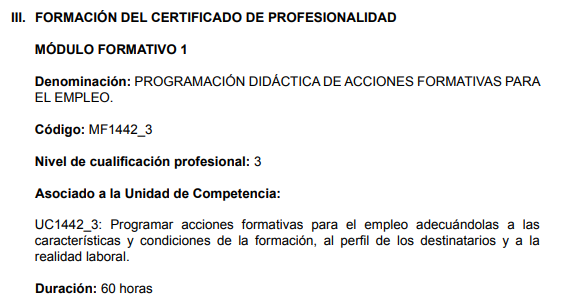 III. FORMACIÓN DEL CERTIFICADO DE PROFESIONALIDAD
MÓDULO FORMATIVO 1
Denominación: PROGRAMACIÓN DIDÁCTICA DE ACCIONES FORMATIVAS PARA
EL EMPLEO.
Código: MF1442_3
Nivel de cualificación profesional: 3
Asociado a la Unidad de Competencia:
UC1442_3: Programar acciones formativas para el empleo adecuándolas a las
características y condiciones de la formación, al perfil de los destinatarios y a la
realidad laboral.
Duración: 60 horas